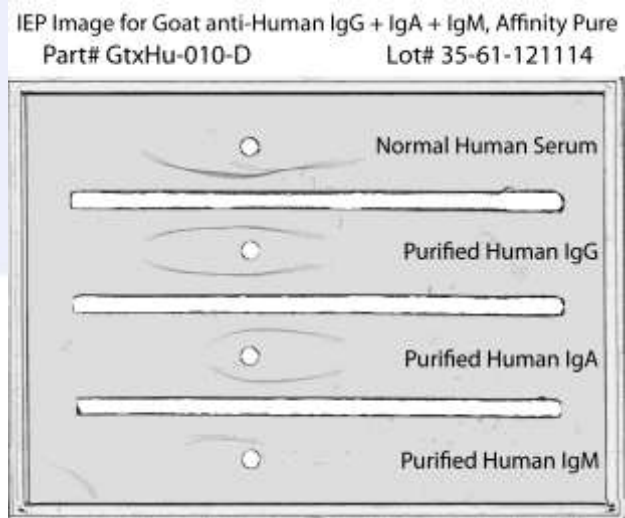 IEP Image for Goat anti-Human IgG + IgA + IgM, Affinity Pure
Part# GtxHu-010-D Lot# 35-61-121114
Normal Human Serum
Purified Human IgG
Purified Human IgA
Purified Human IgM